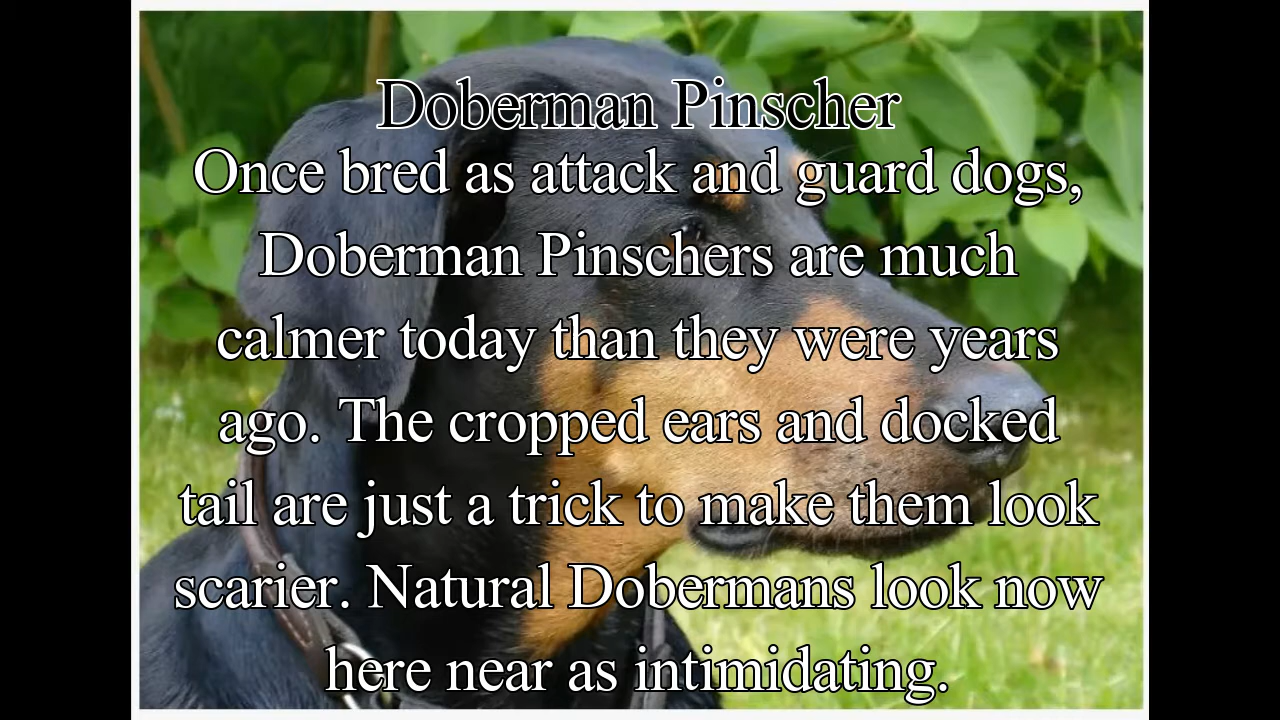 Doberman Pinscher
Once bred as attack and guard dogs,
Doberman Pinschers are much
calmer today than they were years
ago. The cropped ears and docked
tail are just a trick to make them look
scarier. Natural Dobermans look now
here near as intimidating.